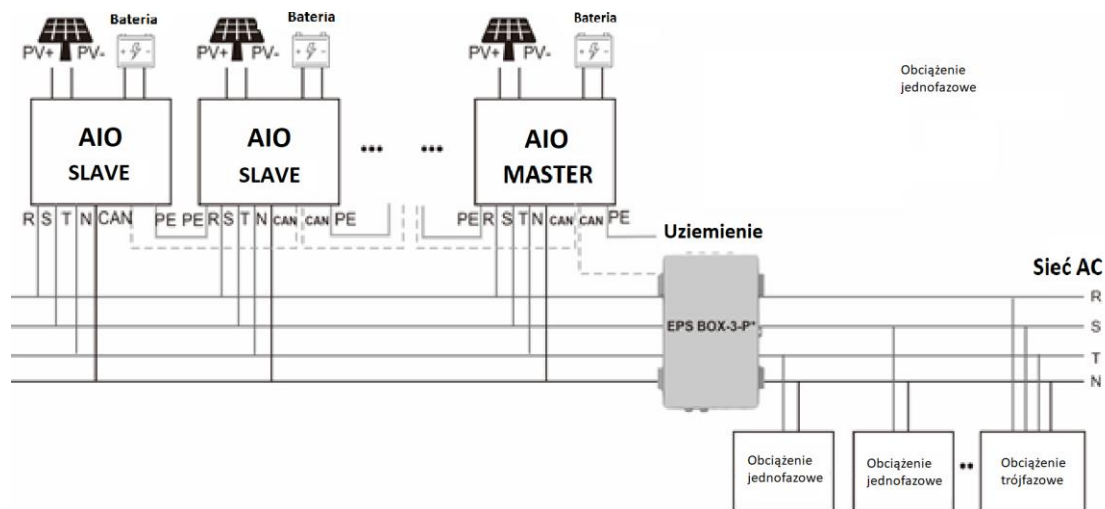 Bateria
Bateria
Bateria
PV+ PV-
PV+ PV-
PV+ PV-
Obciążenie
jednofazowe
AIO
SLAVE
AIO
SLAVE
... ...
AIO
MASTER
R S T N CAN PE
PE R S T N CAN CAN PE
PE R S T N CAN CAN PE
Uziemienie
Sieć AC
R
EPS BOX-3-P*
S
T
N
Obciążenie
jednofazowe
Obciążenie
jednofazowe
Obciążenie
trójfazowe